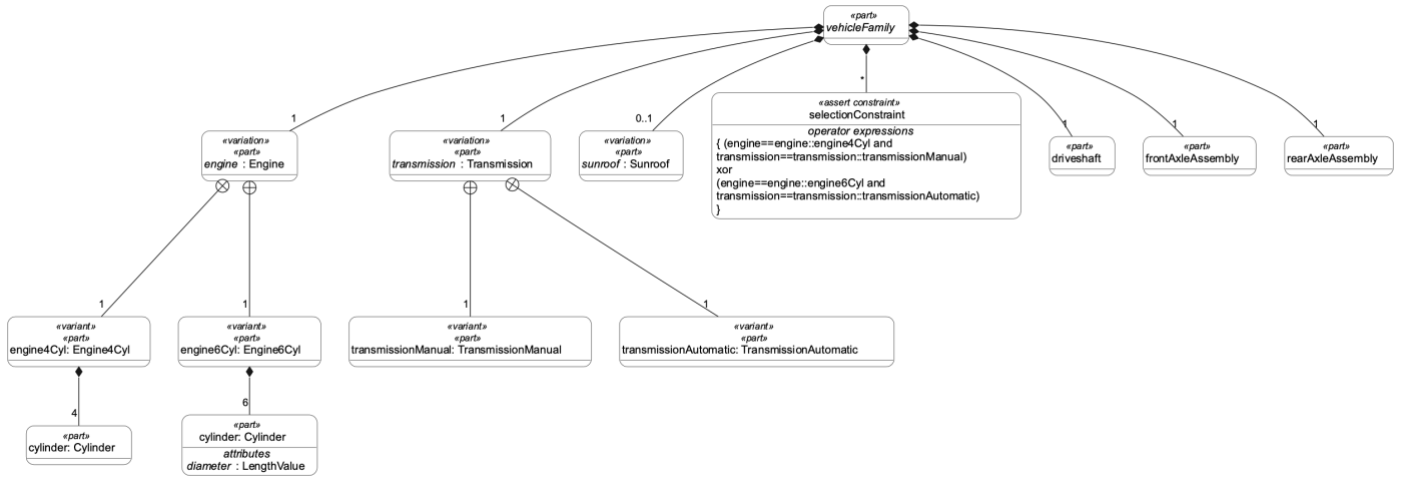 «part»
vehicleFamily
1
1
0..1
*
1
1
1
«variation»
«part»
engine : Engine
«variation»
«part»
transmission : Transmission
«variation»
«part»
sunroof : Sunroof
«assert constraint»
selectionConstraint
operator expressions
{ (engine==engine::engine4Cyl and
transmission==transmission::transmissionManual)
xor
(engine==engine::engine6Cyl and
transmission==transmission::transmissionAutomatic)
}
«part»
driveshaft
«part»
frontAxleAssembly
«part»
rearAxleAssembly
1
1
1
1
«variant»
«part»
engine4Cyl: Engine4Cyl
«variant»
«part»
engine6Cyl: Engine6Cyl
«variant»
«part»
transmissionManual: TransmissionManual
«variant»
«part»
transmissionAutomatic: TransmissionAutomatic
4
6
«part»
cylinder: Cylinder
«part»
cylinder: Cylinder
attributes
diameter : LengthValue